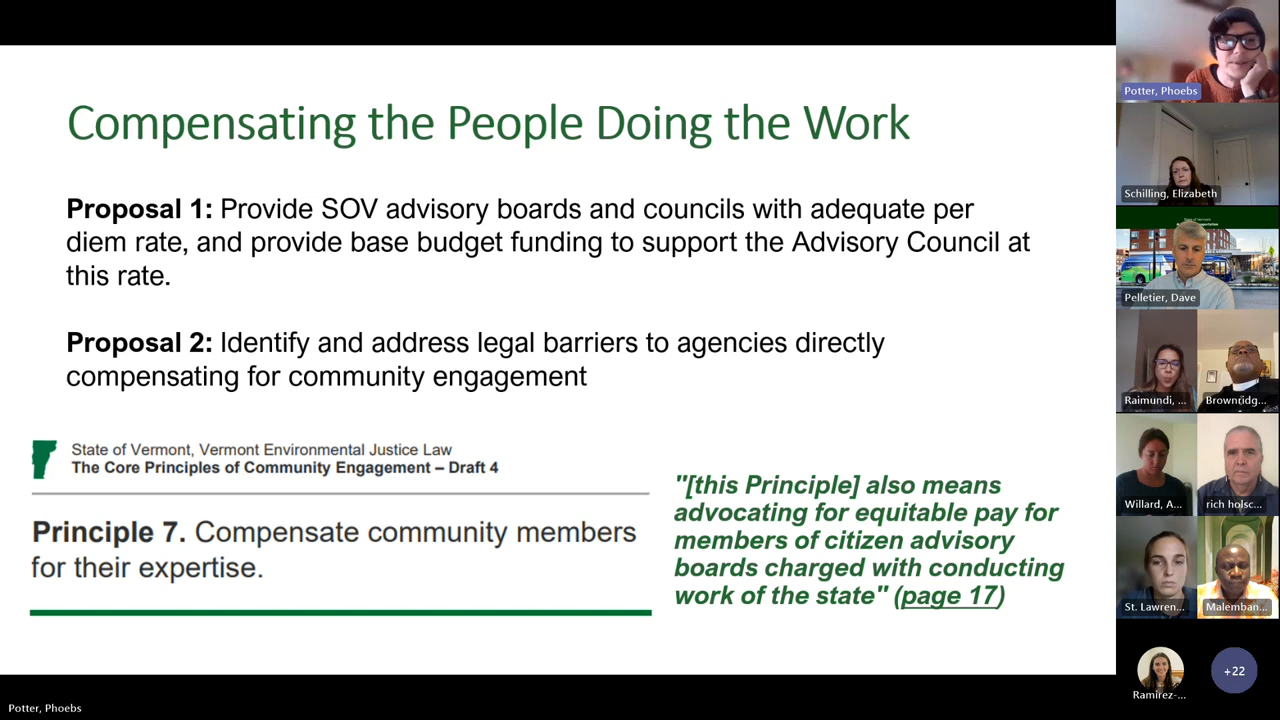 Compensating the People Doing the Work
Proposal 1: Provide SOV advisory boards and councils with adequate per
diem rate, and provide base budget funding to support the Advisory Council at
this rate.
Proposal 2: Identify and address legal barriers to agencies directly
compensating for community engagement
State of Vermont, Vermont Environmental Justice Law
The Core Principles of Community Engagement – Draft 4
Principle 7. Compensate community members
for their expertise.
"[this Principle] also means
advocating for equitable pay for
members of citizen advisory
boards charged with conducting
work of the state" (page 17)
Potter, Phoebs
Schilling, Elizabeth
Pelletier, Dave
Raimundi, ...
Brownridg...
Willard, A...
rich holsc...
St. Lawren...
Malemban...
Ramirez-...
+22
Potter, Phoebs